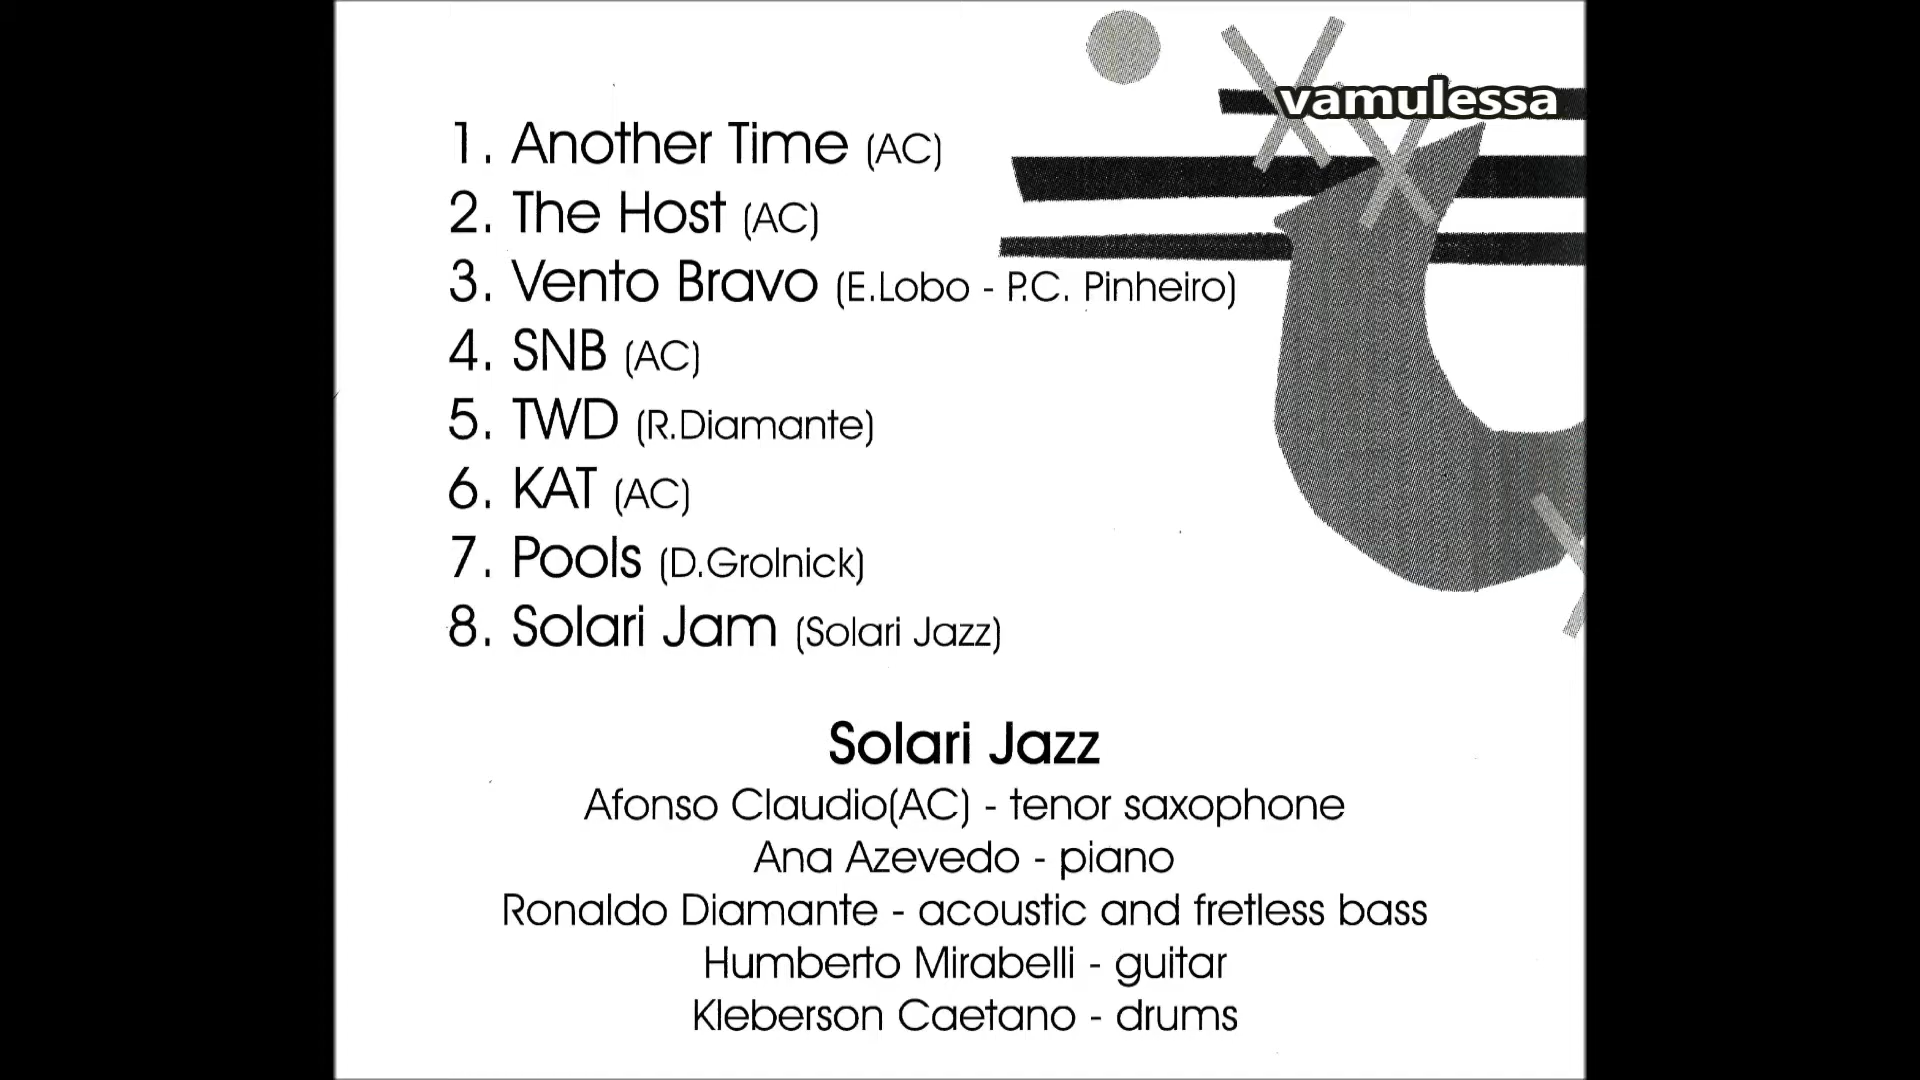 vamulessa
1. Another Time (AC)
2. The Host (AC)
3. Vento Bravo (E.Lobo - P.C. Pinheiro)
4. SNB (AC)
5. TWD (R.Diamante)
6. KAT (AC)
7. Pools (D.Grolnick)
8. Solari Jam (Solari Jazz)
Solari Jazz
Afonso Claudio(AC) - tenor saxophone
Ana Azevedo - piano
Ronaldo Diamante - acoustic and fretless bass
Humberto Mirabelli - guitar
Kleberson Caetano - drums